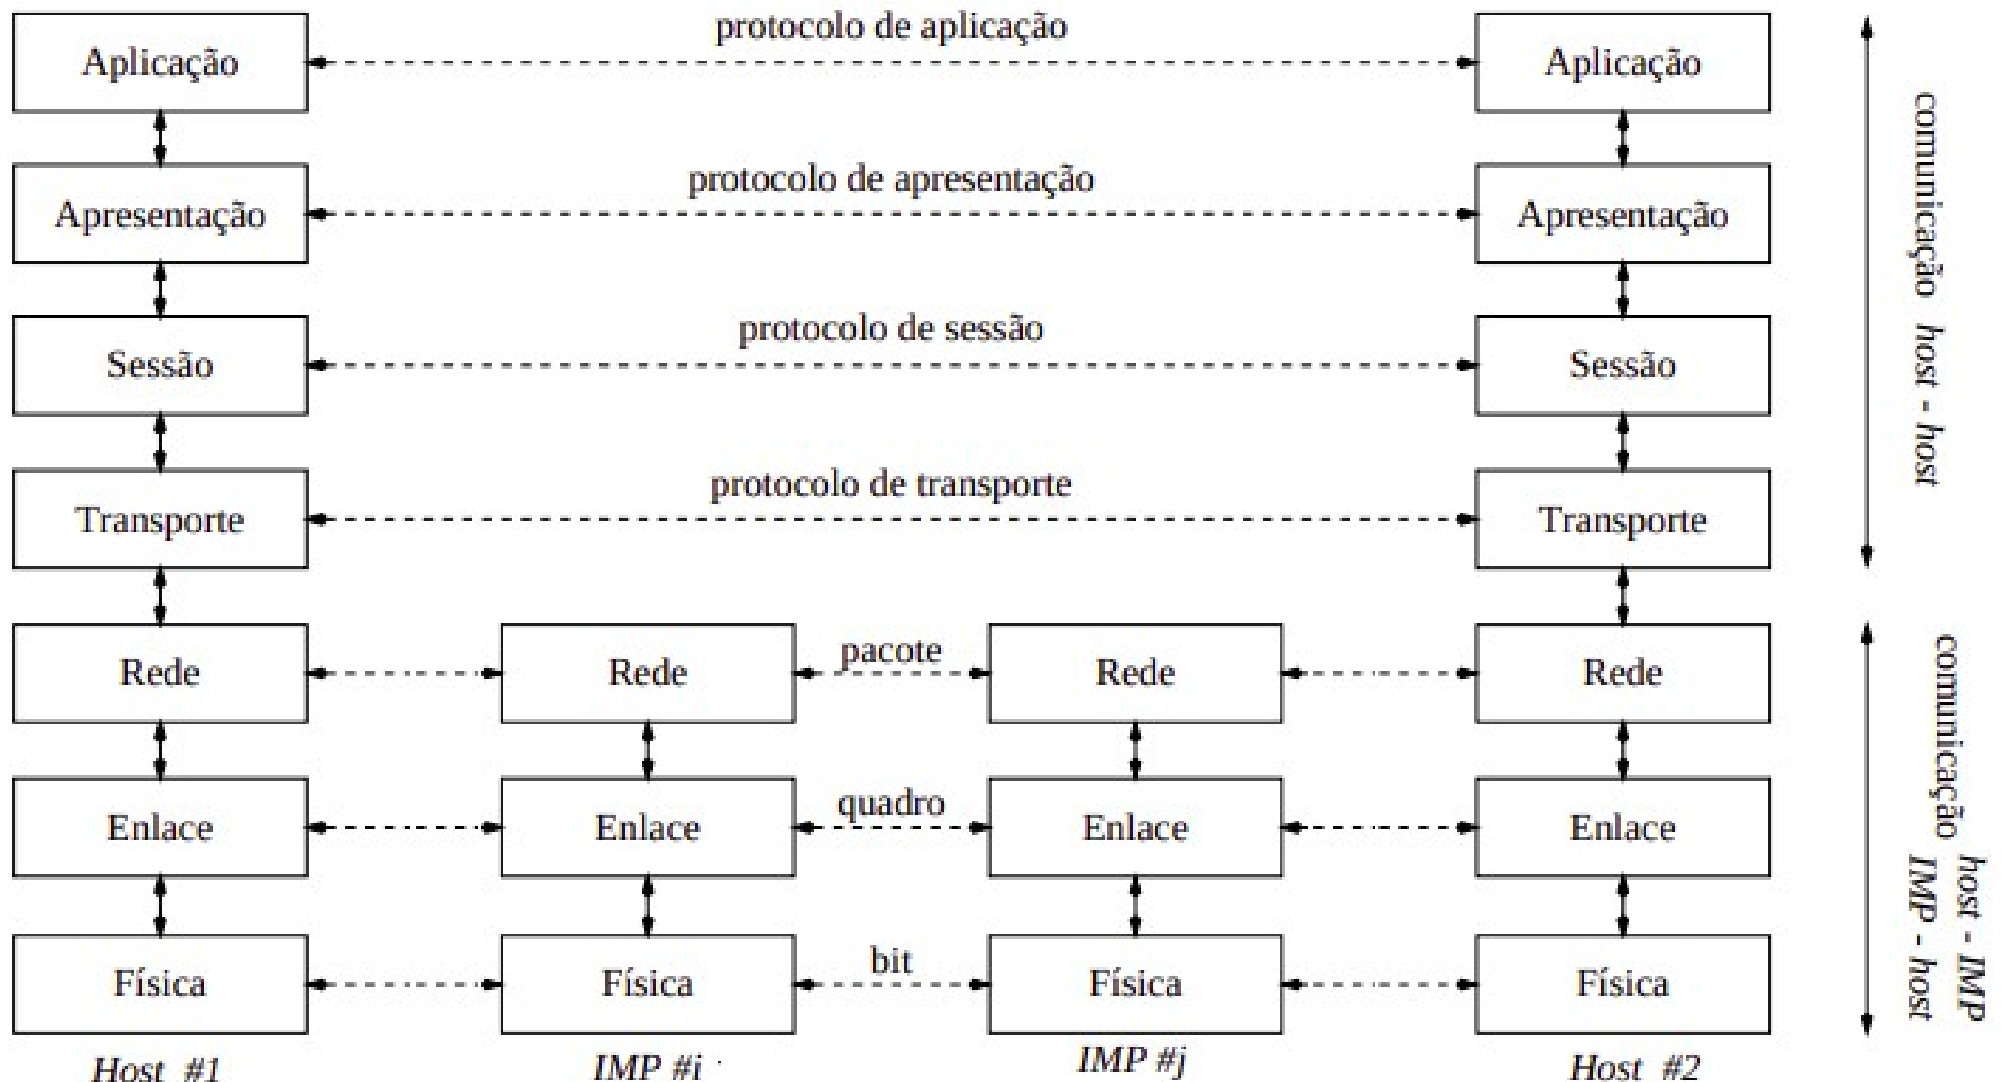 protocolo de aplicação
Aplicação
Aplicação
protocolo de apresentação
Apresentação
Apresentação
protocolo de sessão
Sessão
Sessão
protocolo de transporte
Transporte
Transporte
comunicação host - host
Rede
Rede
pacote
Rede
Rede
Enlace
Enlace
quadro
Enlace
Enlace
Física
Física
bit
Física
Física
comunicação
host - IMP
IMP - host
Host #1
IMP #i
IMP #j
Host #2